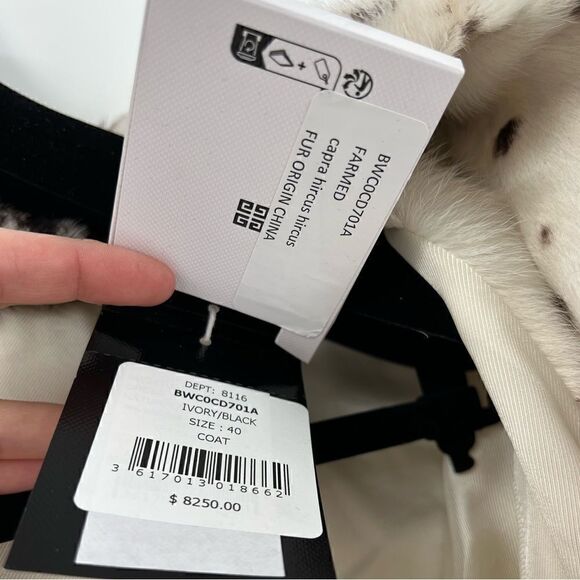 BWC0CD701A
FARMED
capra hircus hircus
FUR ORIGIN CHINA
DEPT: 8116
BWC0CD701A
IVORY/BLACK
SIZE : 40
COAT
3 617013 018662
$ 8250.00